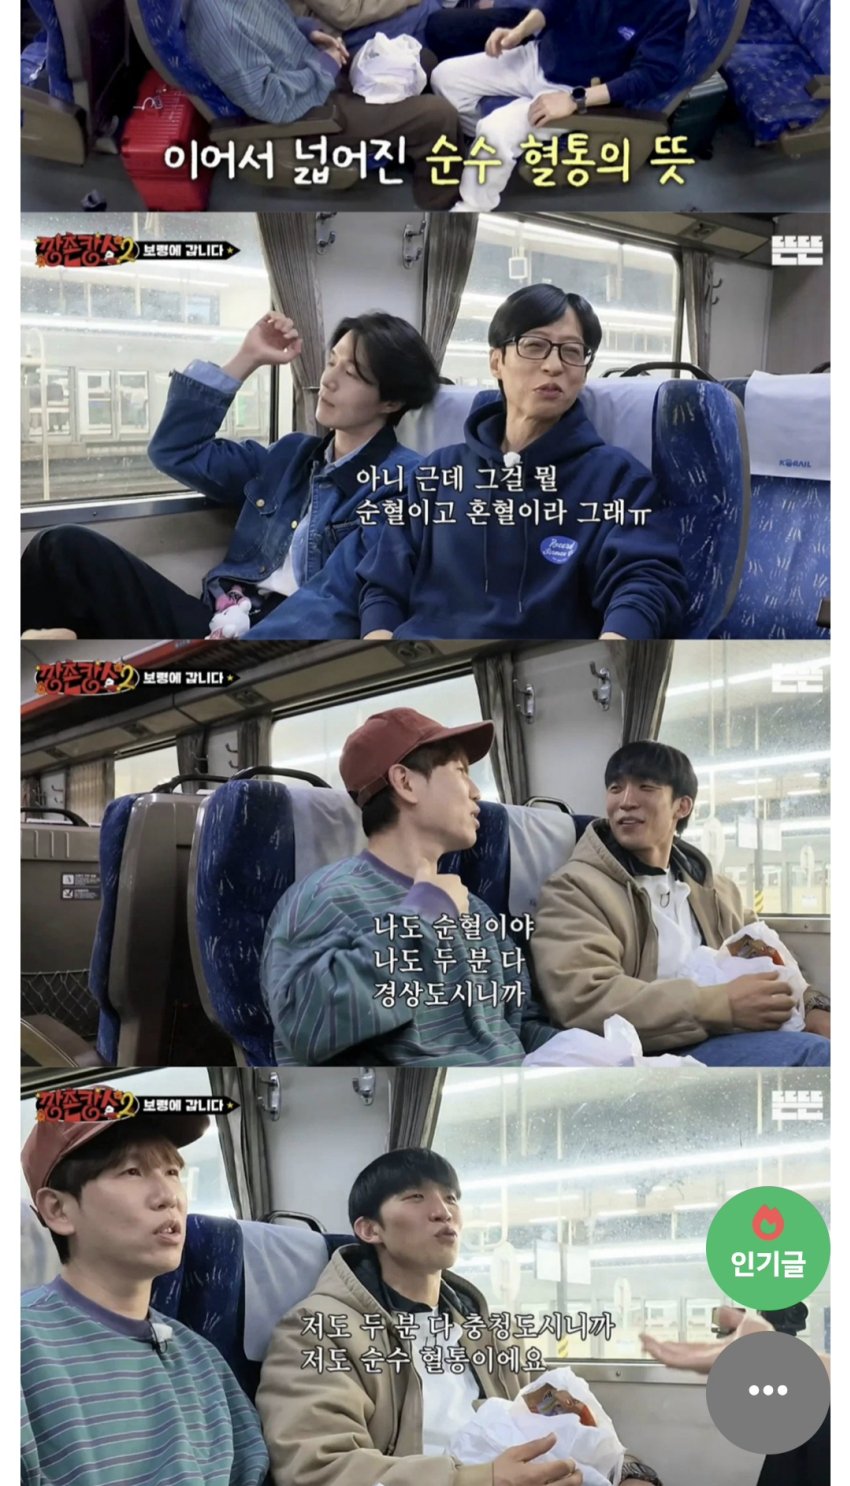 이어서 넓어진 순수 혈통의 뜻
깡촌캉스2 보령에 갑니다
뜬뜬
아니 근데 그걸 뭘
순혈이고 혼혈이라 그래ㅠ
KORAIL
깡촌캉스2 보령에 갑니다
뜬뜬
나도 순혈이야
나도 두 분 다
경상도시니까
깡촌캉스2 보령에 갑니다
뜬뜬
인기글
저도 두 분 다 충청도시니까
저도 순수 혈통이에요